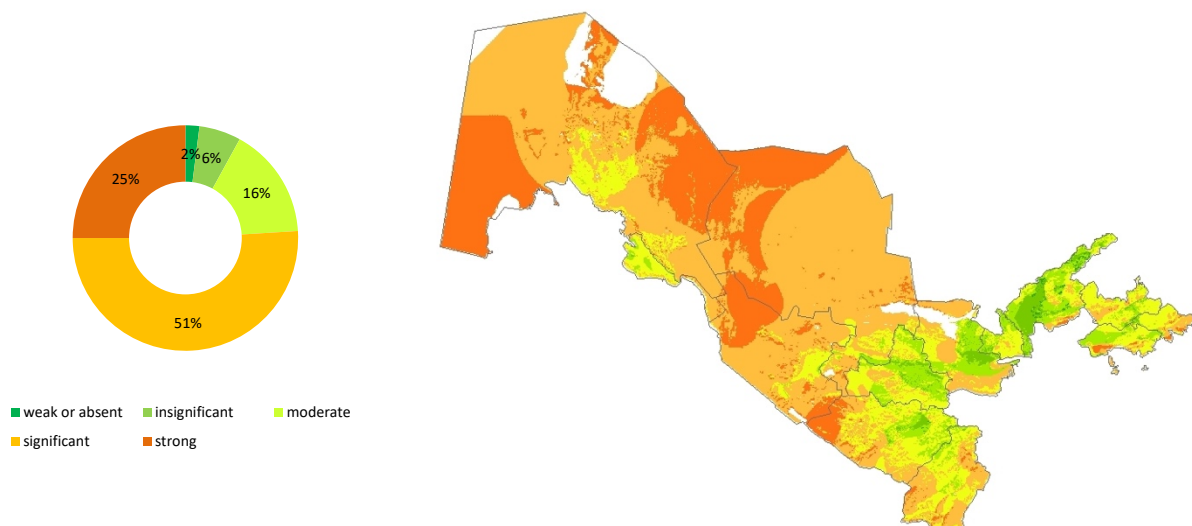 2%
6%
16%
25%
51%
weak or absent
insignificant
moderate
significant
strong